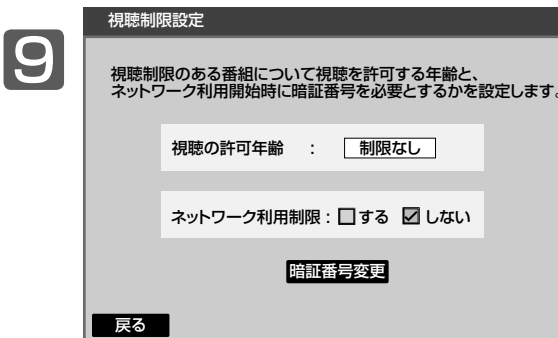 9
視聴制限設定
視聴制限のある番組について視聴を許可する年齢と、
ネットワーク利用開始時に暗証番号を必要とするかを設定します。
視聴の許可年齢 : 制限なし
ネットワーク利用制限 : する しない
暗証番号変更
戻る